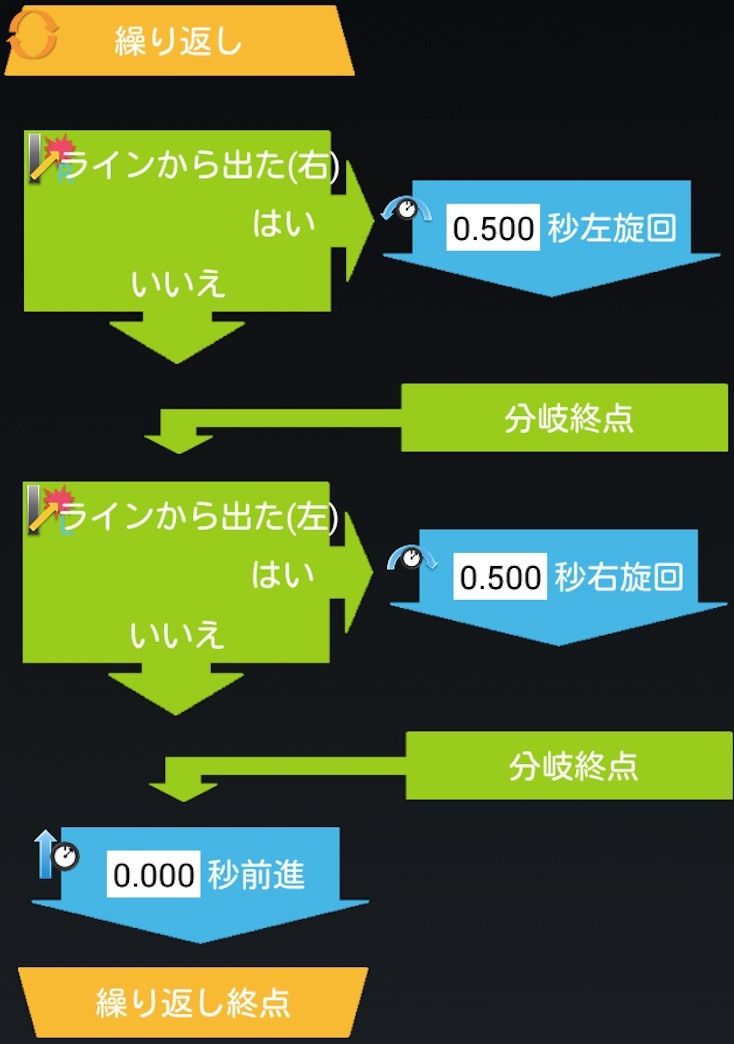 繰り返し
ラインから出た(右)
はい
0.500 秒左旋回
いいえ
分岐終点
ラインから出た(左)
はい
0.500 秒右旋回
いいえ
分岐終点
0.000 秒前進
繰り返し終点